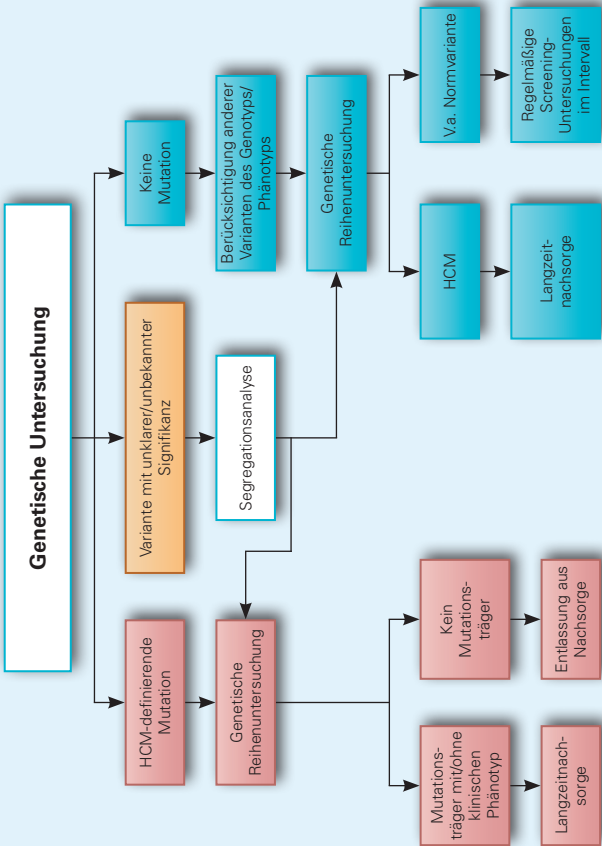 Genetische Untersuchung
HCM-definierende
Mutation
Variante mit unklarer/unbekannter
Signifikanz
Keine
Mutation
Genetische
Reihenuntersuchung
Segregationsanalyse
Berücksichtigung anderer
Varianten des Genotyps/
Phänotyps
Genetische
Reihenuntersuchung
Mutations-
träger mit/ohne
klinischen
Phänotyp
Kein
Mutations-
träger
HCM
V.a. Normvariante
Langzeitnach-
sorge
Entlassung aus
Nachsorge
Langzeit-
nachsorge
Regelmäßige
Screening-
Untersuchungen
im Intervall